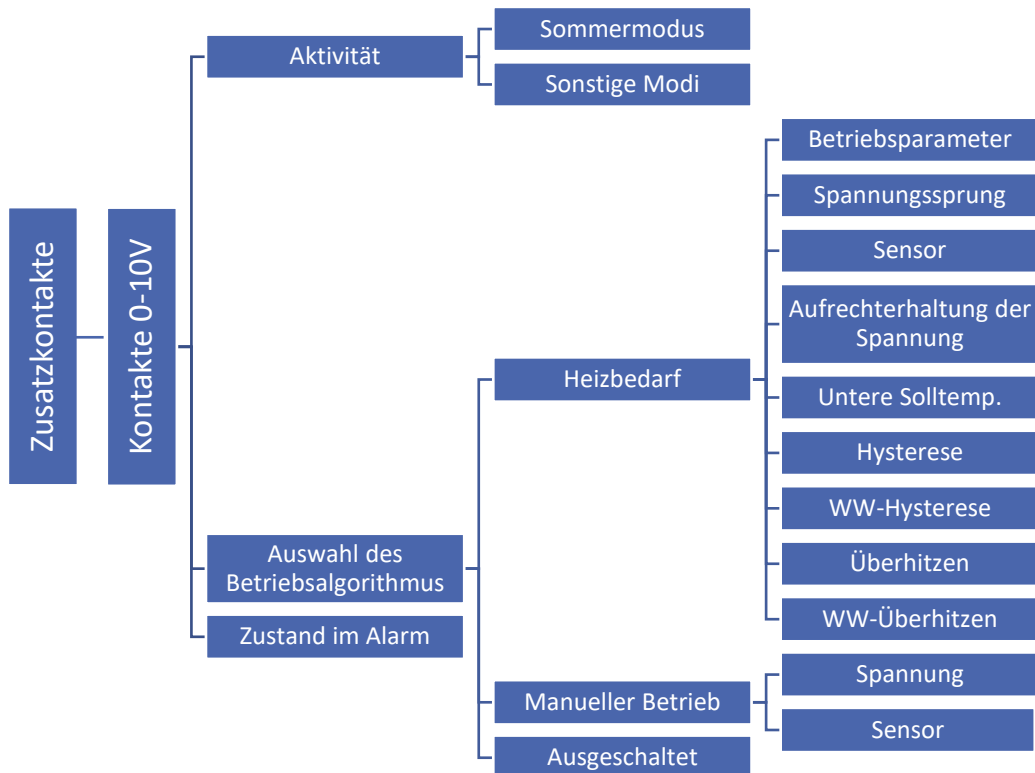 Zusatzkontakte
Kontakte 0-10V
Aktivität
Sommermodus
Sonstige Modi
Auswahl des
Betriebsalgorithmus
Heizbedarf
Betriebsparameter
Spannungssprung
Sensor
Aufrechterhaltung der
Spannung
Untere Solltemp.
Hysterese
WW-Hysterese
Überhitzen
WW-Überhitzen
Manueller Betrieb
Spannung
Sensor
Ausgeschaltet
Zustand im Alarm